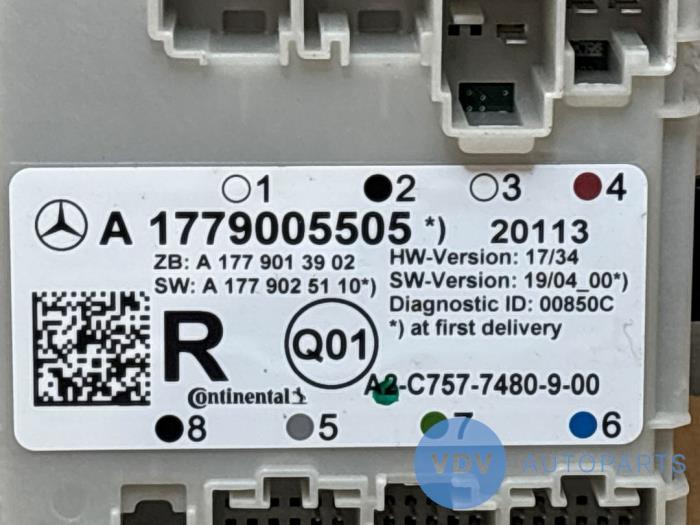 1 2 3 4
A 1779005505 *) 20113
ZB: A 177 901 39 02
SW: A 177 902 51 10*)
HW-Version: 17/34
SW-Version: 19/04_00*)
Diagnostic ID: 00850C
*) at first delivery
R
Q01
Continental
A2-C757-7480-9-00
8 5 7 6
VDV AUTOPARTS